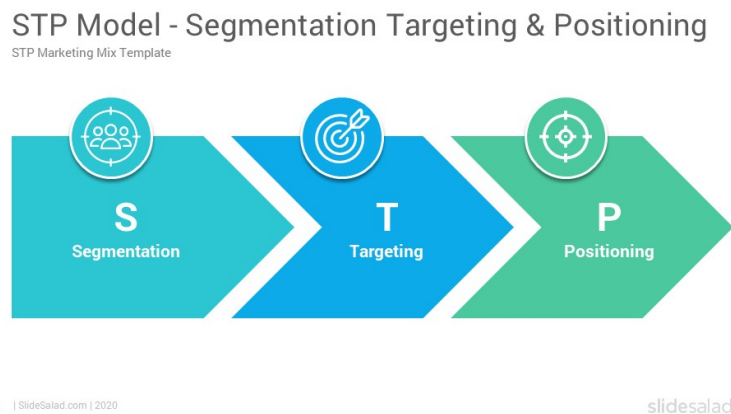 STP Model - Segmentation Targeting & Positioning
STP Marketing Mix Template
S
Segmentation
T
Targeting
P
Positioning
| SlideSalad.com | 2020
slidesalad